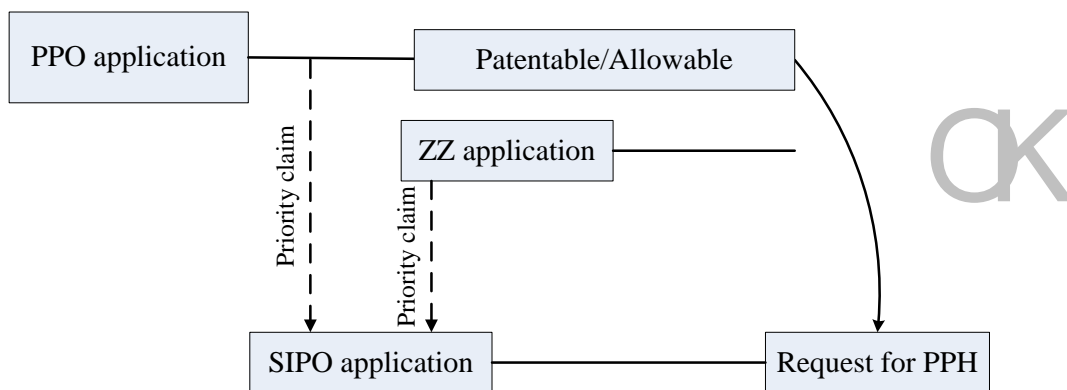 PPO application
Patentable/Allowable
OK
ZZ application
Priority claim
Priority claim
SIPO application
Request for PPH